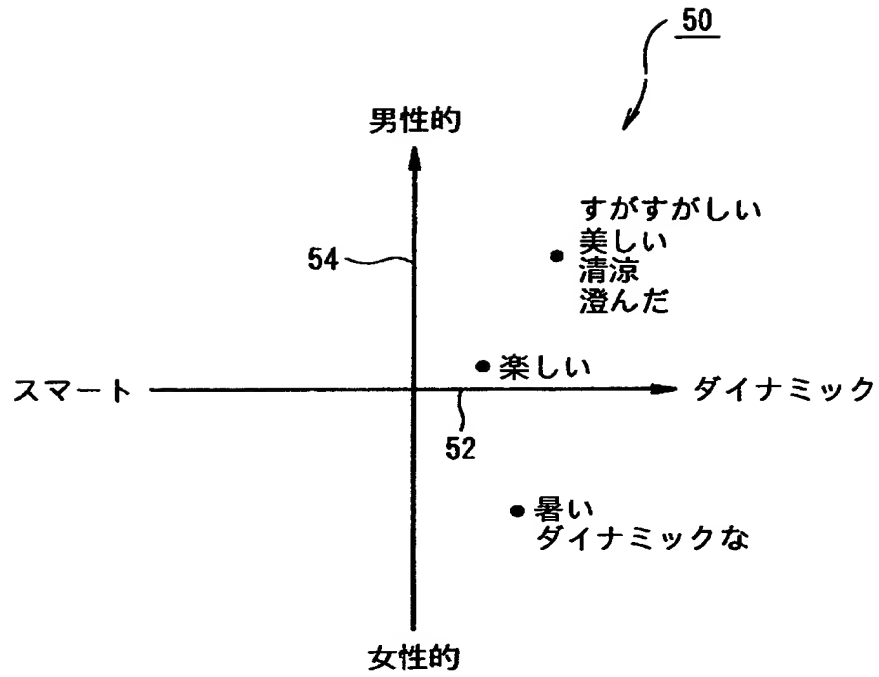 50
男性的
すがすがしい
美しい
清涼
澄んだ
54
楽しい
スマート
ダイナミック
52
暑い
ダイナミックな
女性的